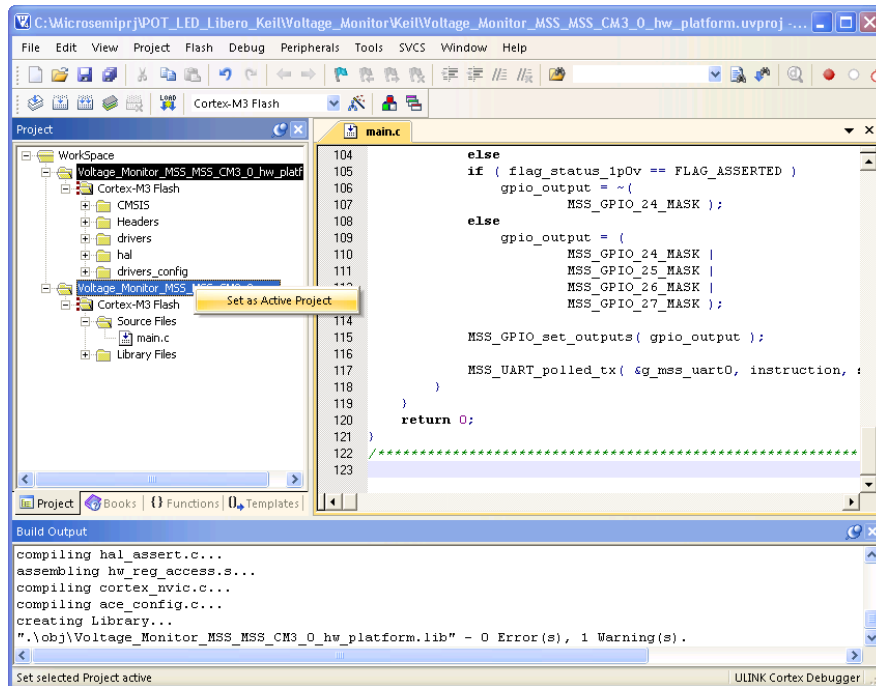 C:\Microsemiprj\POT_LED_Libero_Keil\Voltage_Monitor\Keil\Voltage_Monitor_MSS_MSS_CM3_0_hw_platform.uvproj -...
File Edit View Project Flash Debug Peripherals Tools SVCS Window Help
LOAD Cortex-M3 Flash
Project
main.c
WorkSpace
Voltage_Monitor_MSS_MSS_CM3_0_hw_platf
Cortex-M3 Flash
CMSIS
Headers
drivers
hal
drivers_config
Voltage_Monitor_MSS_MSS_CM3_0
Set as Active Project
Cortex-M3 Flash
Source Files
main.c
Library Files
104 else
105 if ( flag_status_1p0v == FLAG_ASSERTED )
106 gpio_output = ~(
107 MSS_GPIO_24_MASK );
108 else
109 gpio_output = (
110 MSS_GPIO_24_MASK |
111 MSS_GPIO_25_MASK |
MSS_GPIO_26_MASK |
MSS_GPIO_27_MASK );
114
115 MSS_GPIO_set_outputs( gpio_output );
116
117 MSS_UART_polled_tx( &g_mss_uart0, instruction,
118 }
119 }
120 return 0;
121 }
122 /***********************************************************
123
Project Books {} Functions 0 Templates
Build Output
compiling hal_assert.c...
assembling hw_reg_access.s...
compiling cortex_nvic.c...
compiling ace_config.c...
creating Library...
".\obj\Voltage_Monitor_MSS_MSS_CM3_0_hw_platform.lib" - 0 Error(s), 1 Warning(s).
Set selected Project active ULINK Cortex Debugger